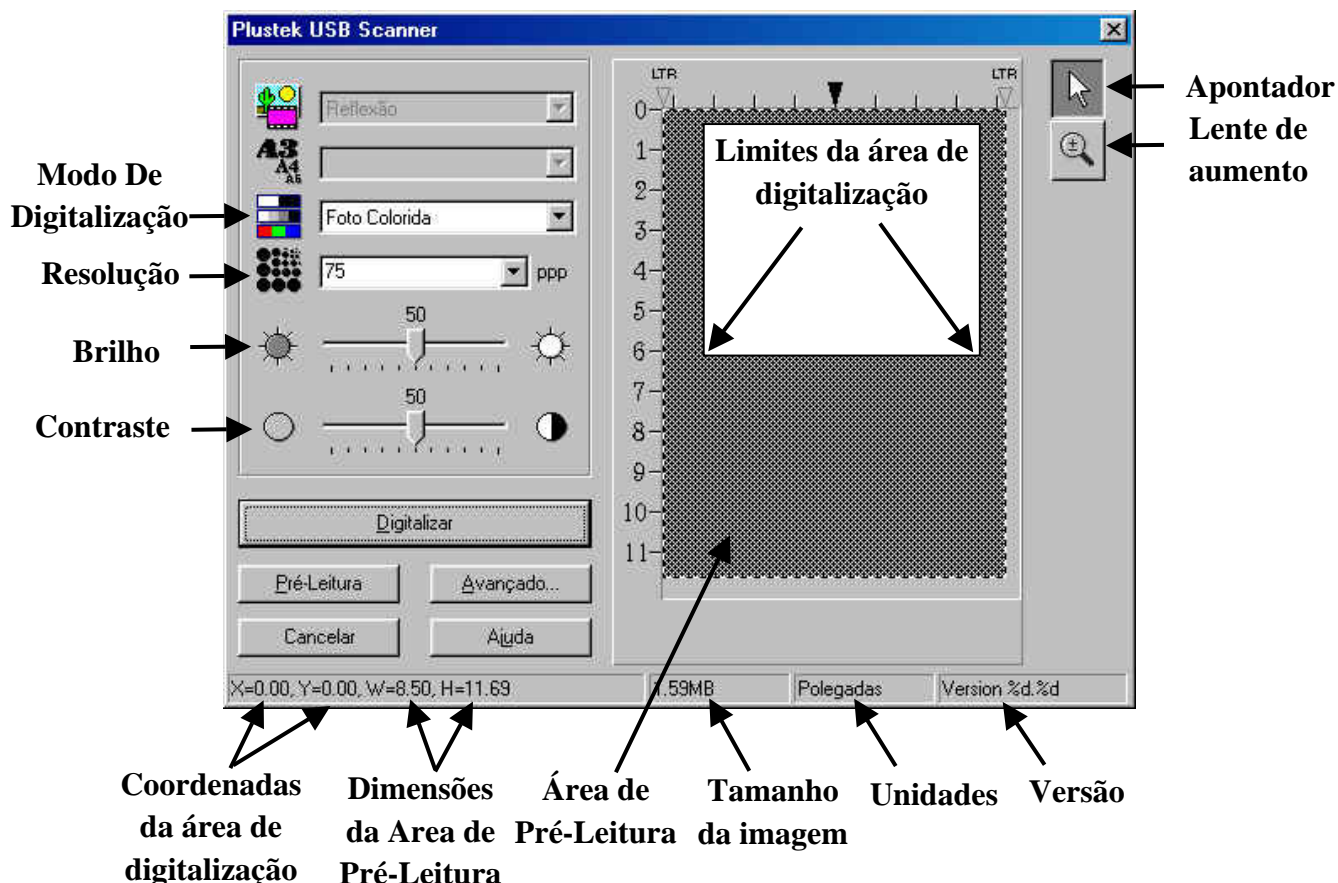 Plustek USB Scanner
Reflexão
A3
A4
A5
Modo De
Digitalização
Foto Colorida
Resolução
75 ppp
50
Brilho
50
Contraste
Digitalizar
Pré-Leitura
Avançado...
Cancelar
Ajuda
LTR
LTR
0
1
2
3
4
5
6
7
8
9
10
11
Limites da área de
digitalização
Apontador
Lente de
aumento
X=0.00, Y=0.00, W=8.50, H=11.69
1.59MB
Polegadas
Version %d.%d
Coordenadas
da área de
digitalização
Dimensões
da Area de
Pré-Leitura
Área de
Pré-Leitura
Tamanho
da imagem
Unidades
Versão